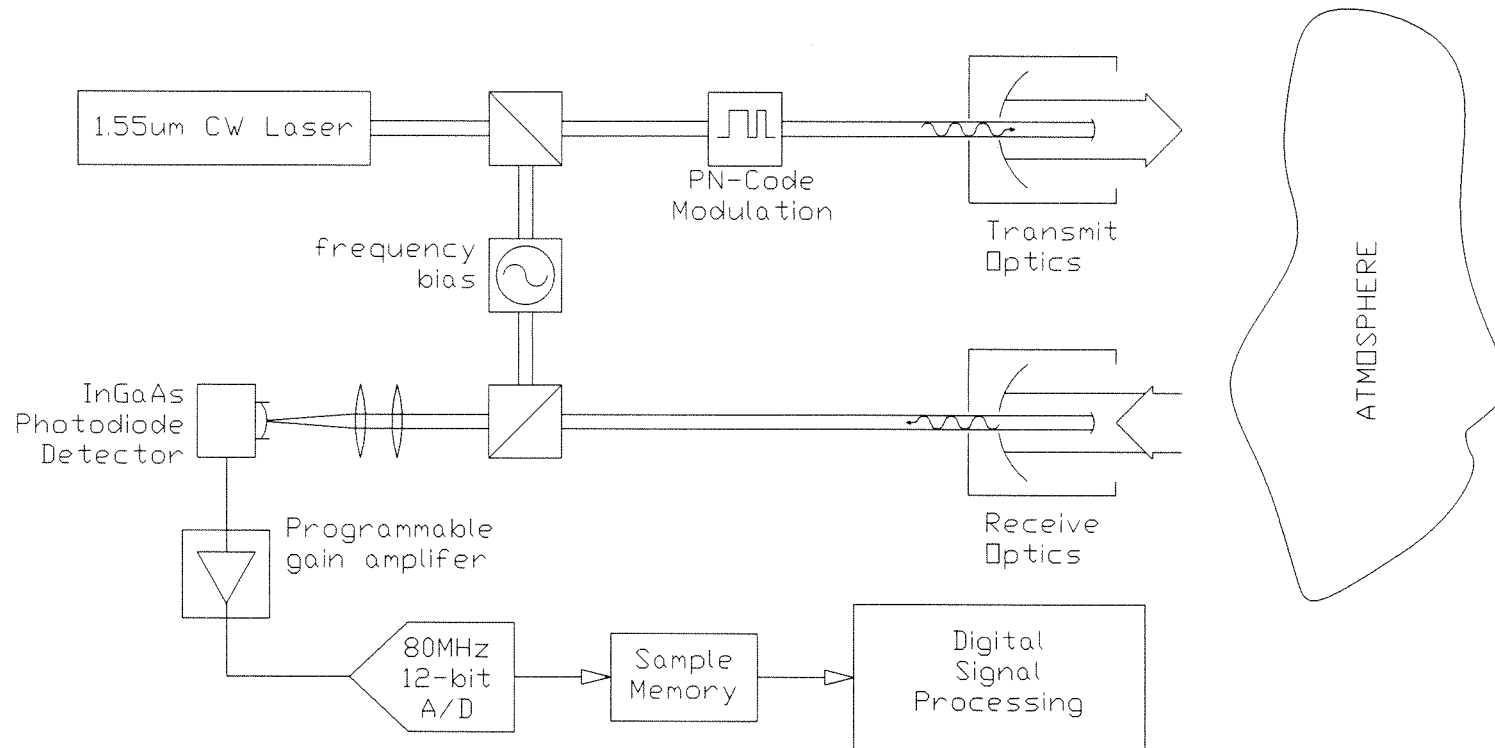 1.55um CW Laser
PN-Code
Modulation
Transmit
Optics
frequency
bias
ATMOSPHERE
InGaAs
Photodiode
Detector
Receive
Optics
Programmable
gain amplifer
80MHz
12-bit
A/D
Sample
Memory
Digital
Signal
Processing